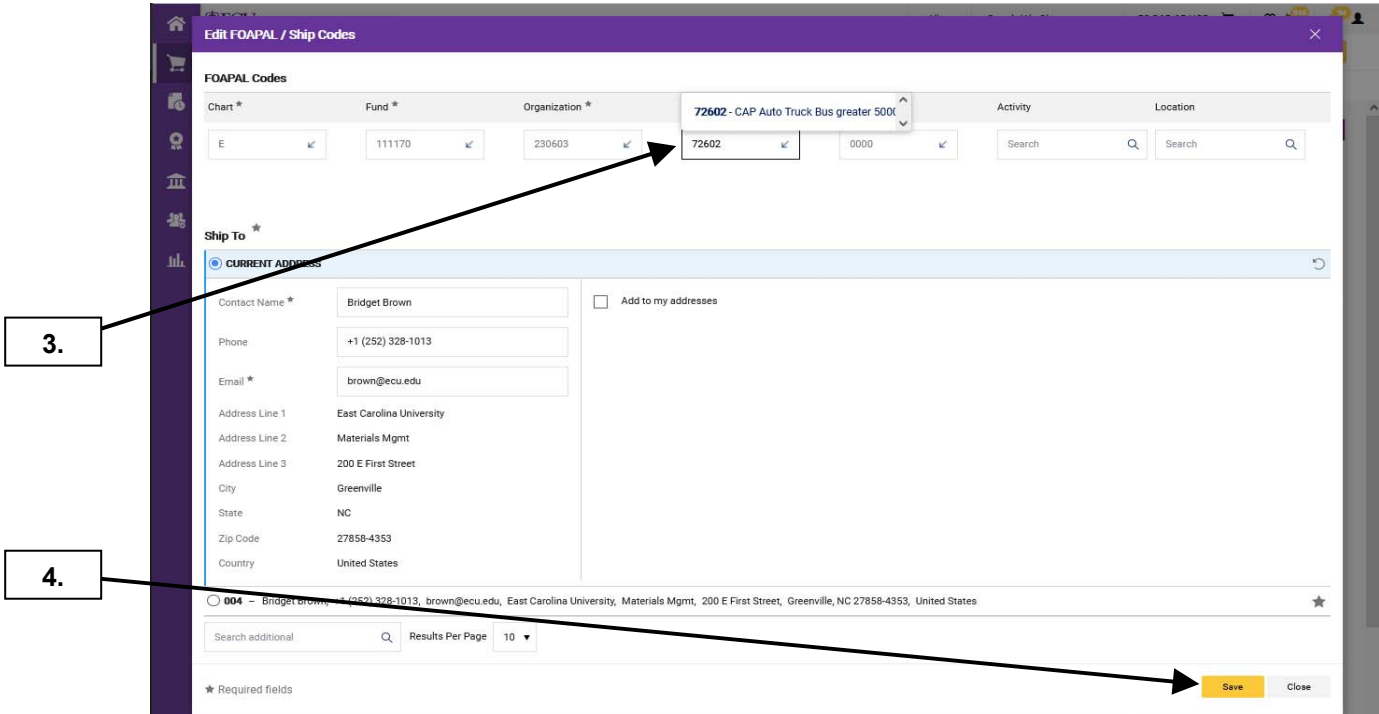 Edit FOAPAL / Ship Codes
FOAPAL Codes
Chart ★ Fund ★ Organization ★ Activity Location
72602 - CAP Auto Truck Bus greater
E 111170 230603 72602 0000 Search Search
Ship To ★
CURRENT ADDRESS
Contact Name ★ Bridget Brown Add to my addresses
3.
Phone +1 (252) 328-1013
Email ★ brown@ecu.edu
Address Line 1 East Carolina University
Address Line 2 Materials Mgmt
Address Line 3 200 E First Street
City Greenville
State NC
Zip Code 27858-4353
Country United States
4.
004 – Bridget Brown, +1 (252) 328-1013, brown@ecu.edu, East Carolina University, Materials Mgmt, 200 E First Street, Greenville, NC 27858-4353, United States
Search additional Results Per Page 10
★ Required fields Save Close